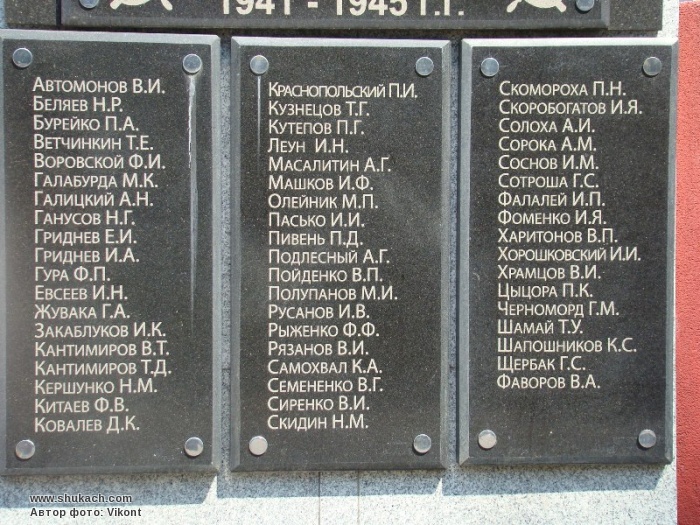 1941 - 1945 Г.Г.
АВТОМОНОВ В.И.
БЕЛЯЕВ Н.Р.
БУРЕЙКО П.А.
ВЕТЧИНКИН Т.Е.
ВОРОВСКОЙ Ф.И.
ГАЛАБУРДА М.К.
ГАЛИЦКИЙ А.Н.
ГАНУСОВ Н.Г.
ГРИДНЕВ Е.И.
ГРИДНЕВ И.А.
ГУРА Ф.П.
ЕВСЕЕВ И.Н.
ЖУВАКА Г.А.
ЗАКАБЛУКОВ И.К.
КАНТИМИРОВ В.Т.
КАНТИМИРОВ Т.Д.
КЕРШУНКО Н.М.
КИТАЕВ Ф.В.
КОВАЛЕВ Д.К.
КРАСНОПОЛЬСКИЙ П.И.
КУЗНЕЦОВ Т.Г.
КУТЕПОВ П.Г.
ЛЕУН И.Н.
МАСАЛИТИН А.Г.
МАШКОВ И.Ф.
ОЛЕЙНИК М.П.
ПАСЬКО И.И.
ПИВЕНЬ П.Д.
ПОДЛЕСНЫЙ А.Г.
ПОЙДЕНКО В.П.
ПОЛУПАНОВ М.И.
РУСАНОВ И.В.
РЫЖЕНКО Ф.Ф.
РЯЗАНОВ В.И.
САМОХВАЛ К.А.
СЕМЕНЕНКО В.Г.
СИРЕНКО В.И.
СКИДИН Н.М.
СКОМОРОХА П.Н.
СКОРОБОГАТОВ И.Я.
СОЛОХА А.И.
СОРОКА А.М.
СОСНОВ И.М.
СОТРОША Г.С.
ФАЛАЛЕЙ И.П.
ФОМЕНКО И.Я.
ХАРИТОНОВ В.П.
ХОРОШКОВСКИЙ И.И.
ХРАМЦОВ В.И.
ЦЫЦОРА П.К.
ЧЕРНОМОРД Г.М.
ШАМАЙ Т.У.
ШАПОШНИКОВ К.С.
ЩЕРБАК Г.С.
ФАВОРОВ В.А.
www.shukach.com
Автор фото: Vikont